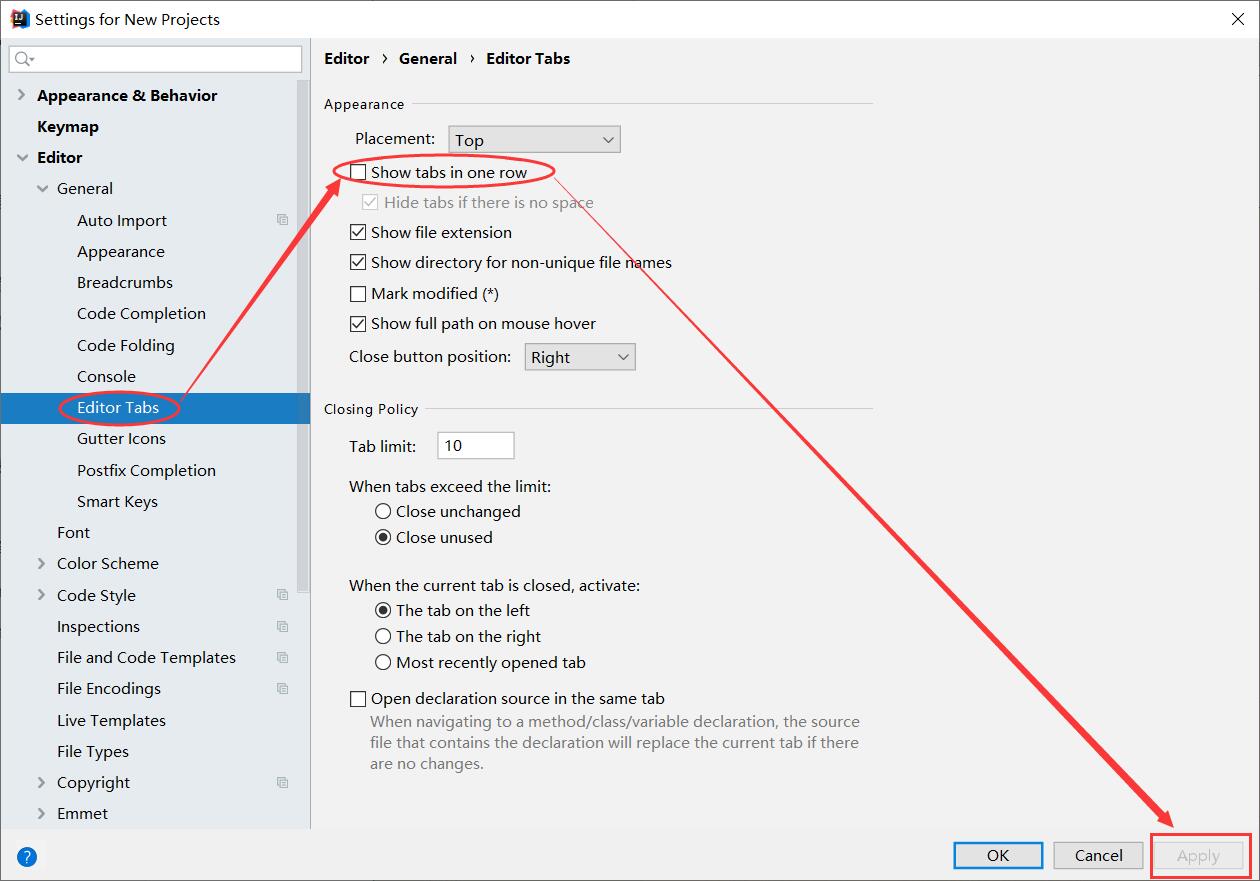 Settings for New Projects
Appearance & Behavior
Keymap
Editor
General
Auto Import
Appearance
Breadcrumbs
Code Completion
Code Folding
Console
Editor Tabs
Gutter Icons
Postfix Completion
Smart Keys
Font
Color Scheme
Code Style
Inspections
File and Code Templates
File Encodings
Live Templates
File Types
Copyright
Emmet
Editor › General › Editor Tabs
Appearance
Placement: Top
Show tabs in one row
Hide tabs if there is no space
Show file extension
Show directory for non-unique file names
Mark modified (*)
Show full path on mouse hover
Close button position: Right
Closing Policy
Tab limit: 10
When tabs exceed the limit:
Close unchanged
Close unused
When the current tab is closed, activate:
The tab on the left
The tab on the right
Most recently opened tab
Open declaration source in the same tab
When navigating to a method/class/variable declaration, the source
file that contains the declaration will replace the current tab if there
are no changes.
?
OK Cancel Apply